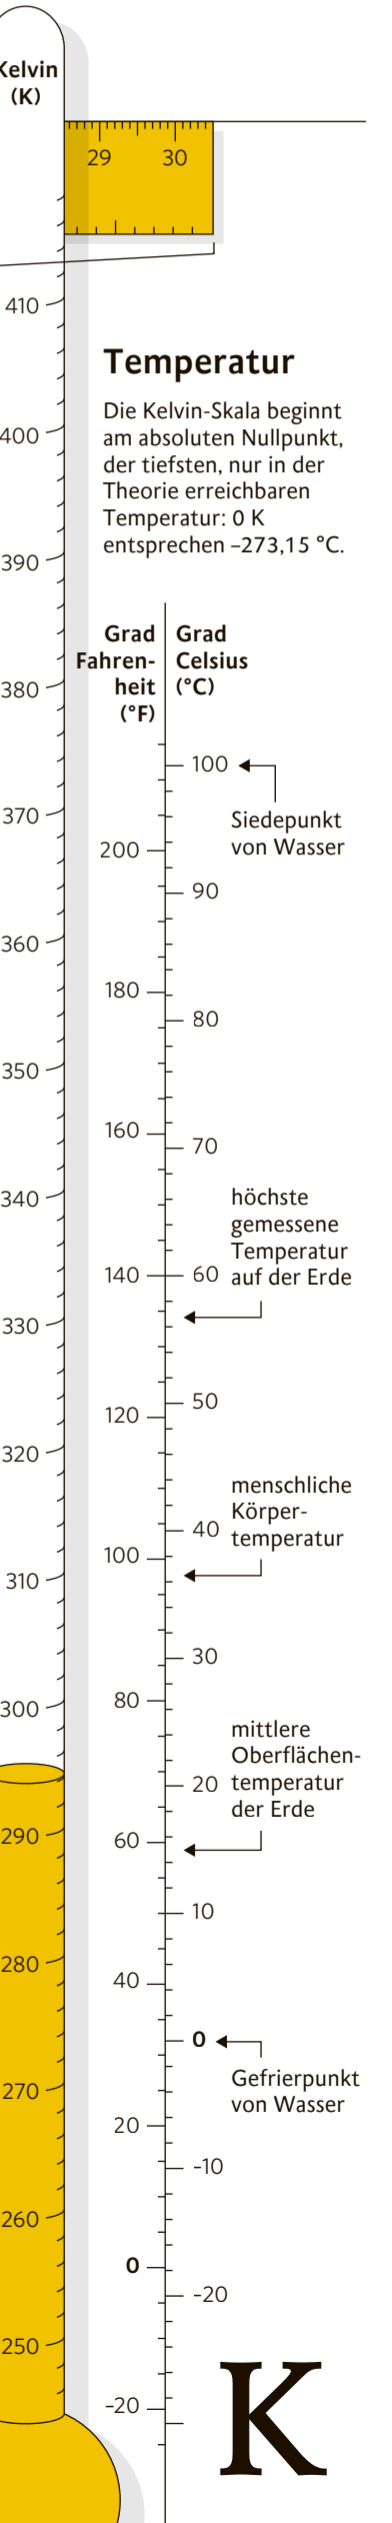 Kelvin
(K)
29 30
410
400
390
380
370
360
350
340
330
320
310
300
290
280
270
260
250
Temperatur
Die Kelvin-Skala beginnt
am absoluten Nullpunkt,
der tiefsten, nur in der
Theorie erreichbaren
Temperatur: 0 K
entsprechen –273,15 °C.
Grad
Fahren-
heit
(°F)
200
180
160
140
120
100
80
60
40
20
0
-20
Grad
Celsius
(°C)
100
90
80
70
60
50
40
30
20
10
0
-10
-20
Siedepunkt
von Wasser
höchste
gemessene
Temperatur
auf der Erde
menschliche
Körper-
temperatur
mittlere
Oberflächen-
temperatur
der Erde
Gefrierpunkt
von Wasser
K